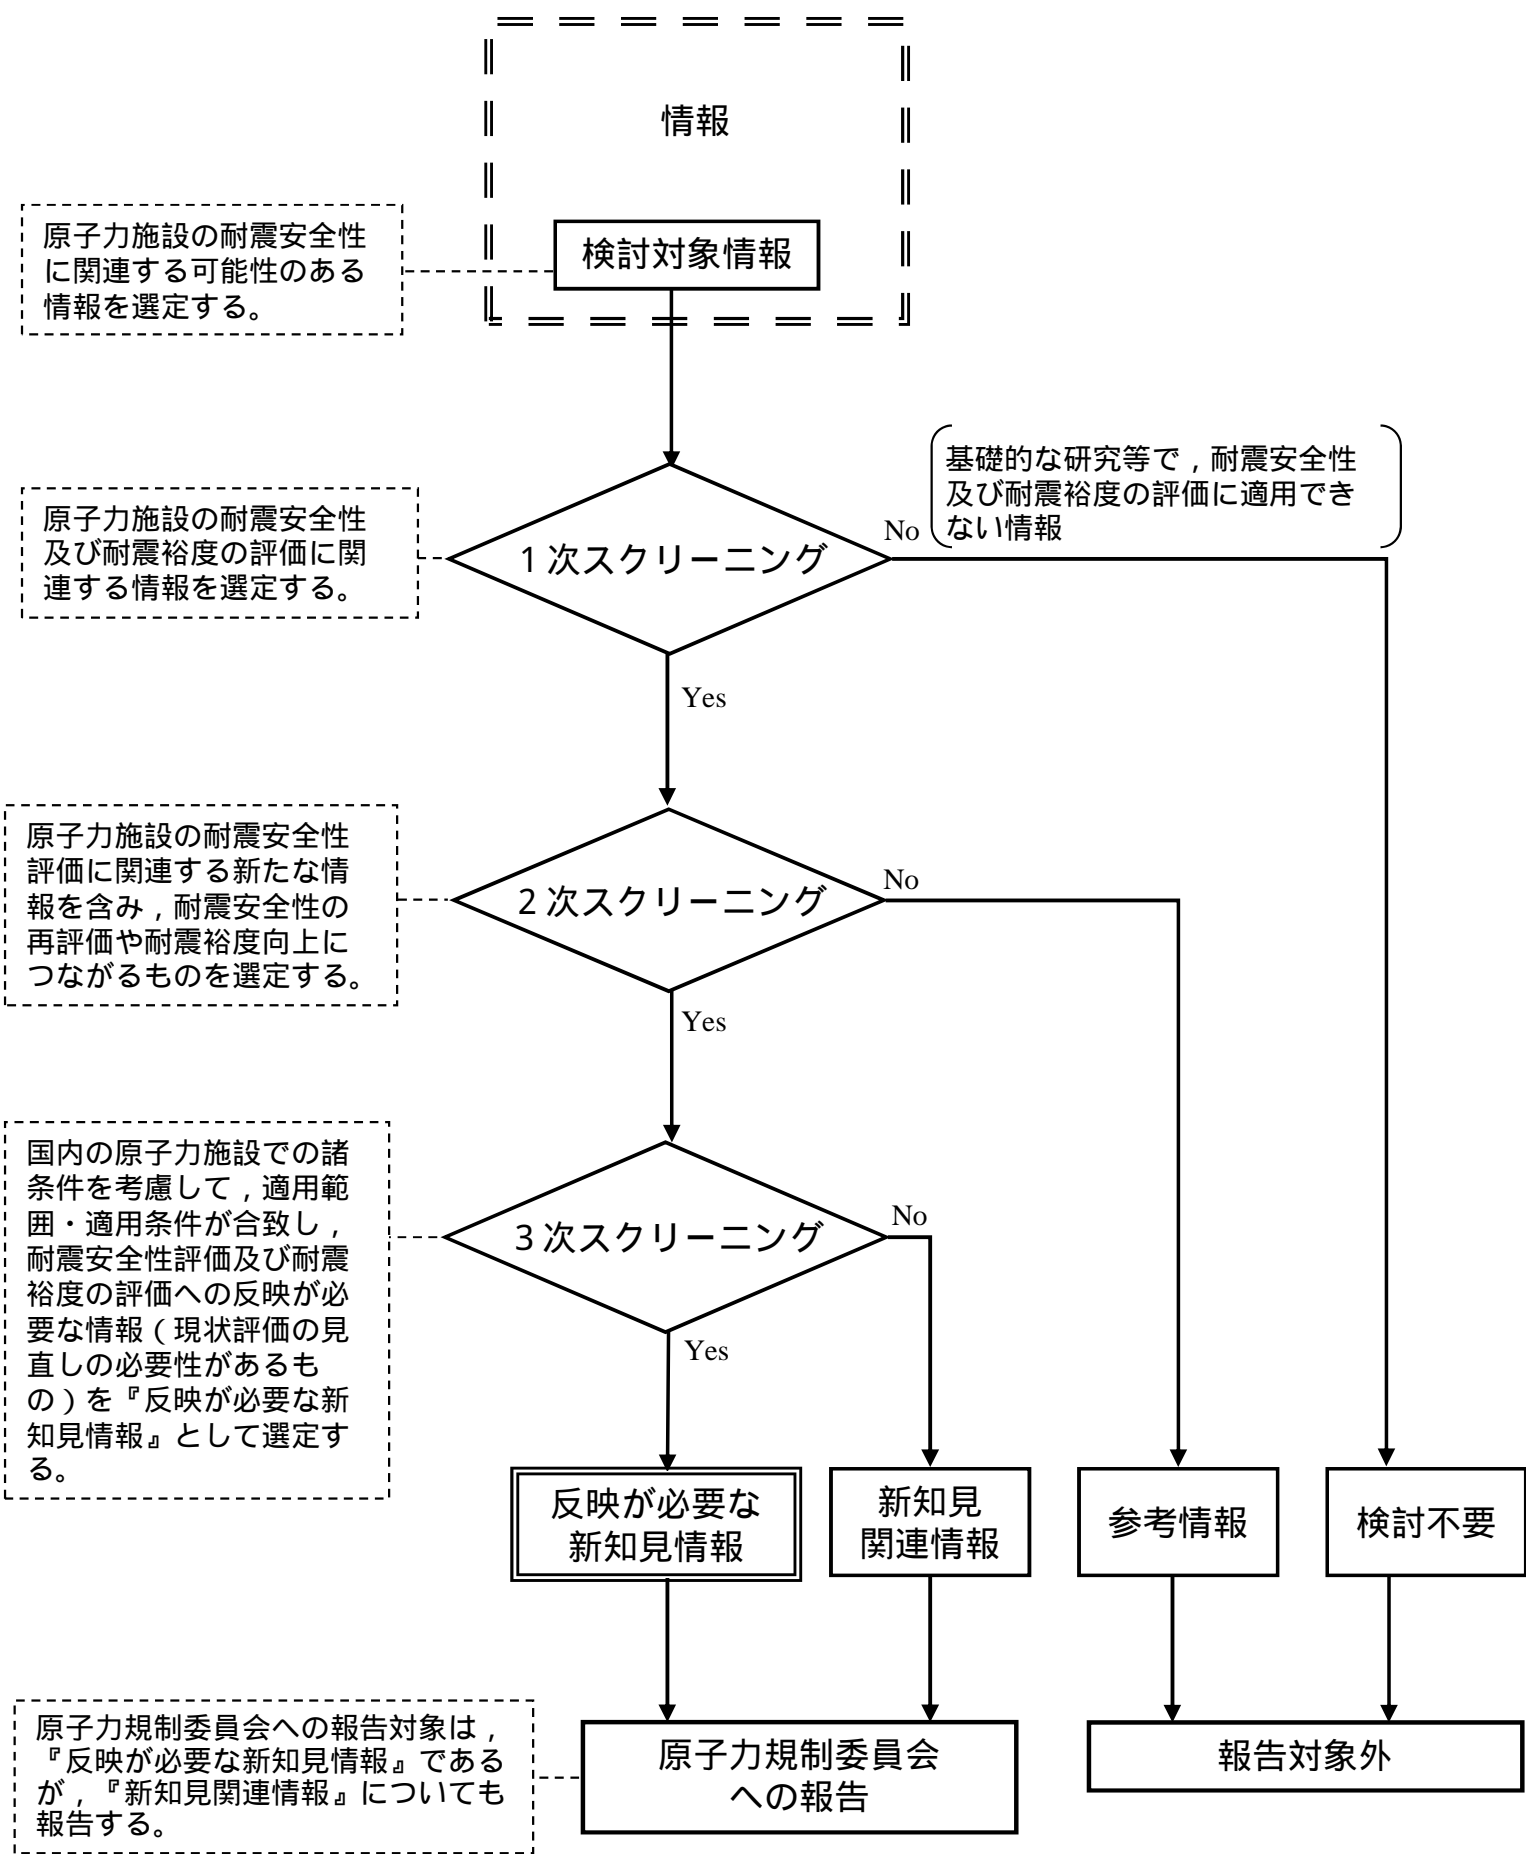 情報
検討対象情報
原子力施設の耐震安全性
に関連する可能性のある
情報を選定する。
基礎的な研究等で，耐震安全性
及び耐震裕度の評価に適用でき
ない情報
No
原子力施設の耐震安全性
及び耐震裕度の評価に関
連する情報を選定する。
1次スクリーニング
Yes
原子力施設の耐震安全性
評価に関連する新たな情
報を含み，耐震安全性の
再評価や耐震裕度向上に
つながるものを選定する。
2次スクリーニング
No
Yes
国内の原子力施設での諸
条件を考慮して，適用範
囲・適用条件が合致し，
耐震安全性評価及び耐震
裕度の評価への反映が必
要な情報（現状評価の見
直しの必要性があるも
の）を『反映が必要な新
知見情報』として選定す
る。
3次スクリーニング
No
Yes
反映が必要な
新知見情報
新知見
関連情報
参考情報
検討不要
原子力規制委員会への報告対象は，
『反映が必要な新知見情報』である
が，『新知見関連情報』についても
報告する。
原子力規制委員会
への報告
報告対象外